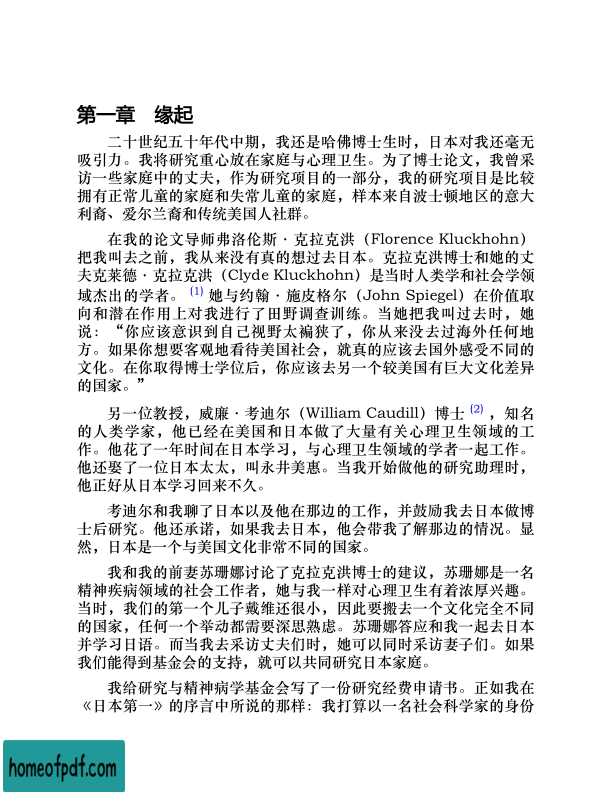 第一章　缘起
二十世纪五十年代中期，我还是哈佛博士生时，日本对我还毫无
吸引力。我将研究重心放在家庭与心理卫生。为了博士论文，我曾采
访一些家庭中的丈夫，作为研究项目的一部分，我的研究项目是比较
拥有正常儿童的家庭和失常儿童的家庭，样本来自波士顿地区的意大
利裔、爱尔兰裔和传统美国人社群。
在我的论文导师弗洛伦斯·克拉克洪（Florence Kluckhohn）
把我叫去之前，我从来没有真的想过去日本。克拉克洪博士和她的丈
夫克莱德·克拉克洪（Clyde Kluckhohn）是当时人类学和社会学领
域杰出的学者。 (1) 她与约翰·施皮格尔（John Spiegel）在价值取
向和潜在作用上对我进行了田野调查训练。当她把我叫过去时，她
说：“你应该意识到自己视野太褊狭了，你从来没去过海外任何地
方。如果你想要客观地看待美国社会，就真的应该去国外感受不同的
文化。在你取得博士学位后，你应该去另一个较美国有巨大文化差异
的国家。”
另一位教授，威廉·考迪尔（William Caudill）博士 (2) ，知名
的人类学家，他已经在美国和日本做了大量有关心理卫生领域的工
作。他花了一年时间在日本学习，与心理卫生领域的学者一起工作。
他还娶了一位日本太太，叫永井美惠。当我开始做他的研究助理时，
他正好从日本学习回来不久。
考迪尔和我聊了日本以及他在那边的工作，并鼓励我去日本做博
士后研究。他还承诺，如果我去日本，他会带我了解那边的情况。显
然，日本是一个与美国文化非常不同的国家。
我和我的前妻苏珊娜讨论了克拉克洪博士的建议，苏珊娜是一名
精神疾病领域的社会工作者，她与我一样对心理卫生有着浓厚兴趣。
当时，我们的第一个儿子戴维还很小，因此要搬去一个文化完全不同
的国家，任何一个举动都需要深思熟虑。苏珊娜答应和我一起去日本
并学习日语。而当我去采访丈夫们时，她可以同时采访妻子们。如果
我们能得到基金会的支持，就可以共同研究日本家庭。
我给研究与精神病学基金会写了一份研究经费申请书。正如我在
《日本第一》的序言中所说的那样：我打算以一名社会科学家的身份
homeofpdf.com